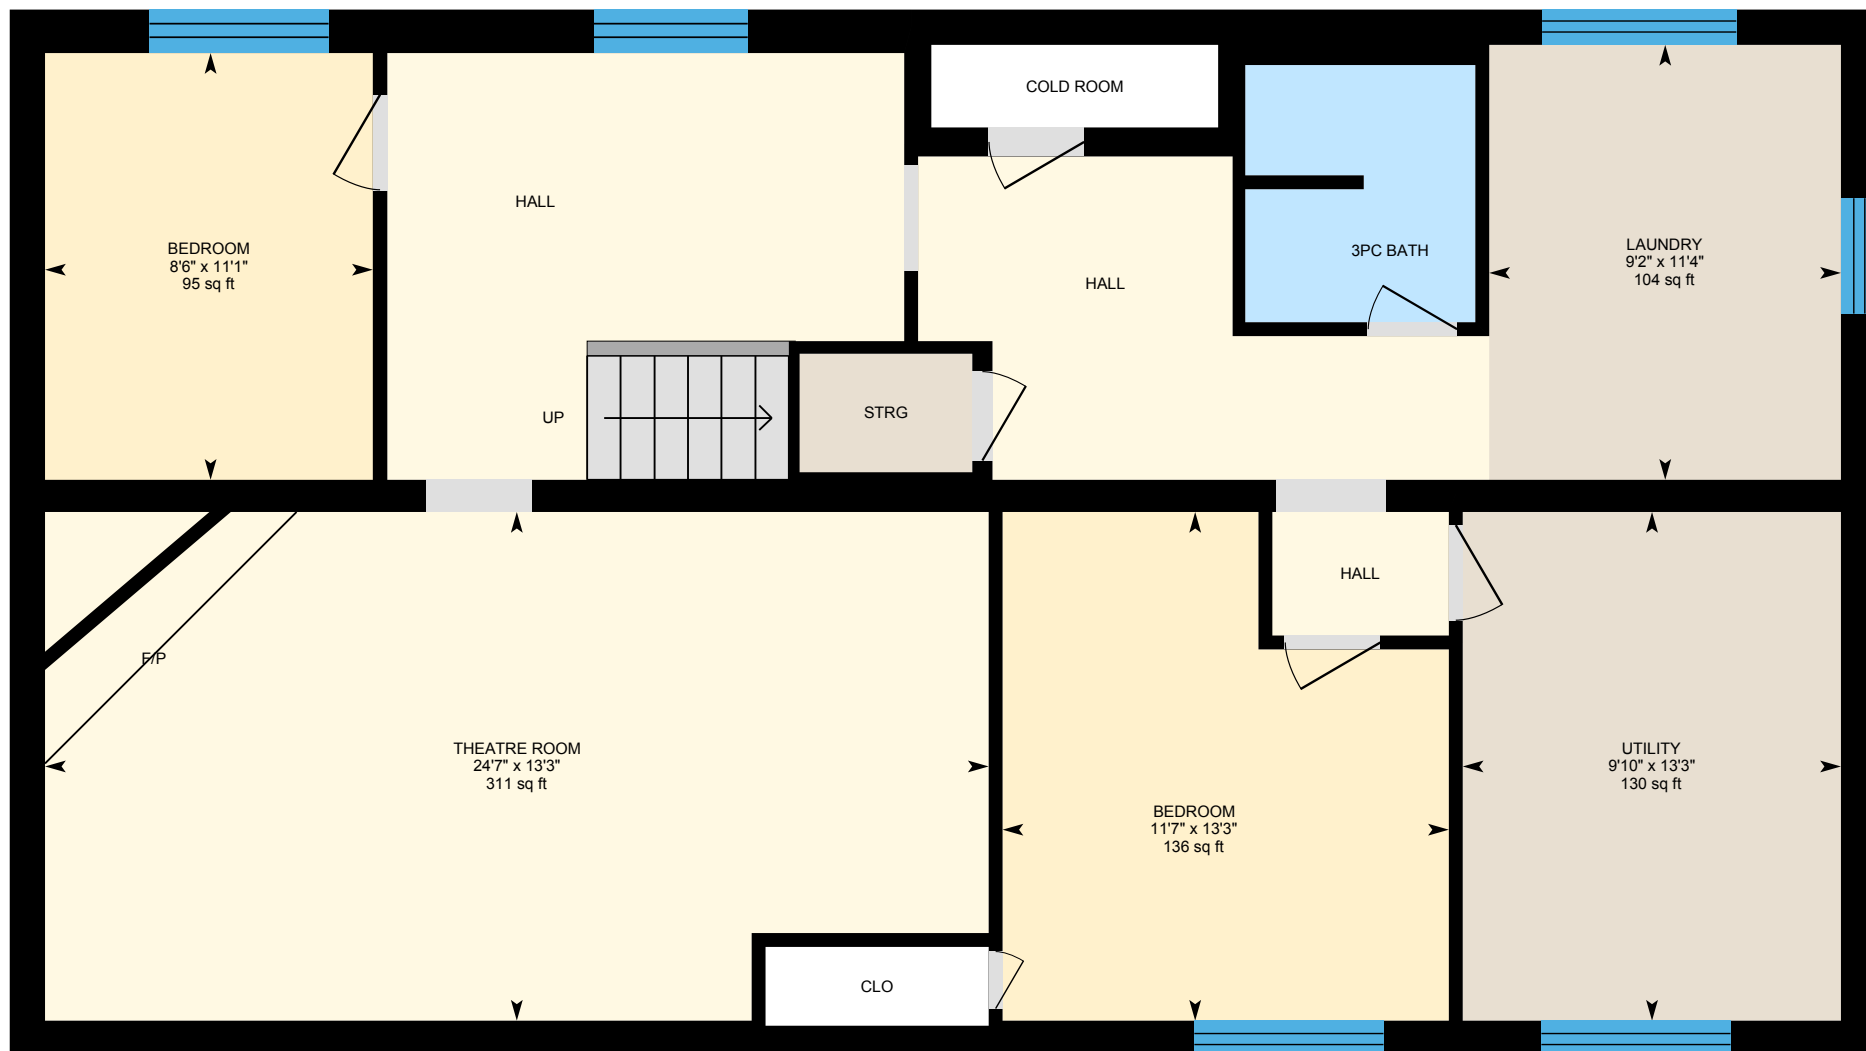 COLD ROOM
HALL
BEDROOM
8'6" x 11'1"
95 sq ft
3PC BATH
LAUNDRY
9'2" x 11'4"
104 sq ft
HALL
UP
STRG
HALL
F/P
THEATRE ROOM
24'7" x 13'3"
311 sq ft
UTILITY
9'10" x 13'3"
130 sq ft
BEDROOM
11'7" x 13'3"
136 sq ft
CLO